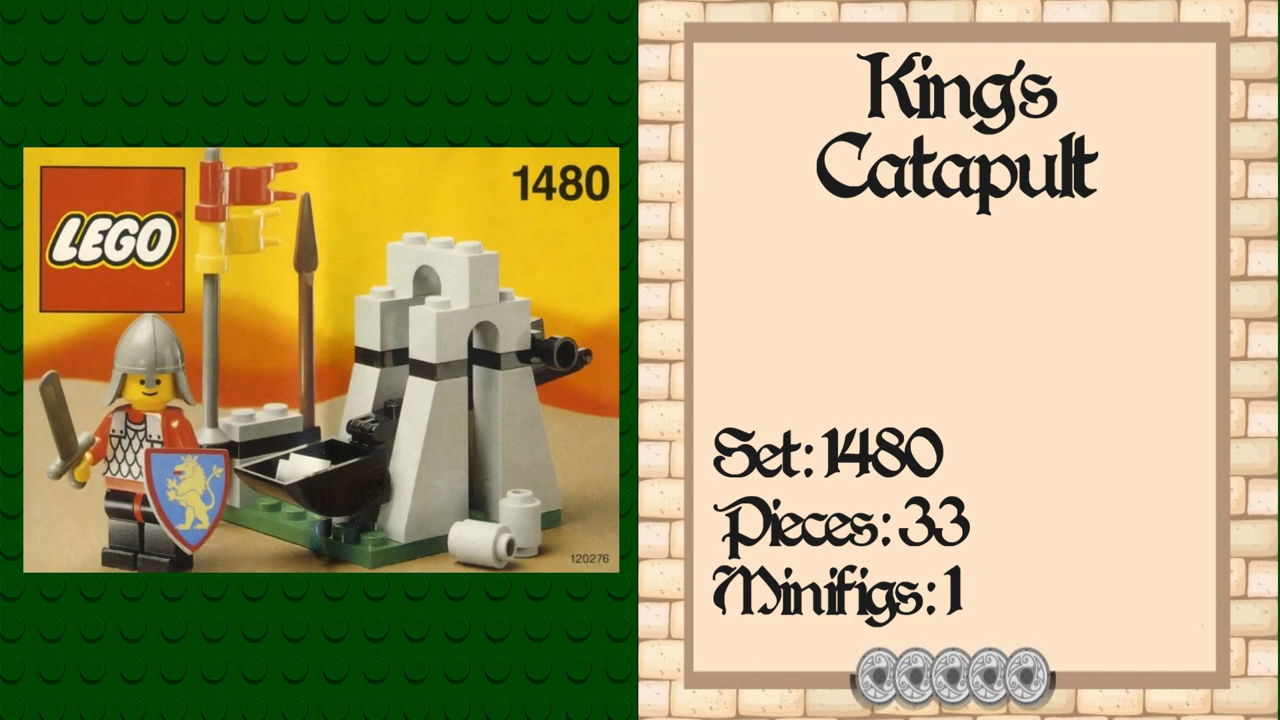 LEGO
1480
120276
King's
Catapult
Set: 1480
Pieces: 33
Minifigs: 1